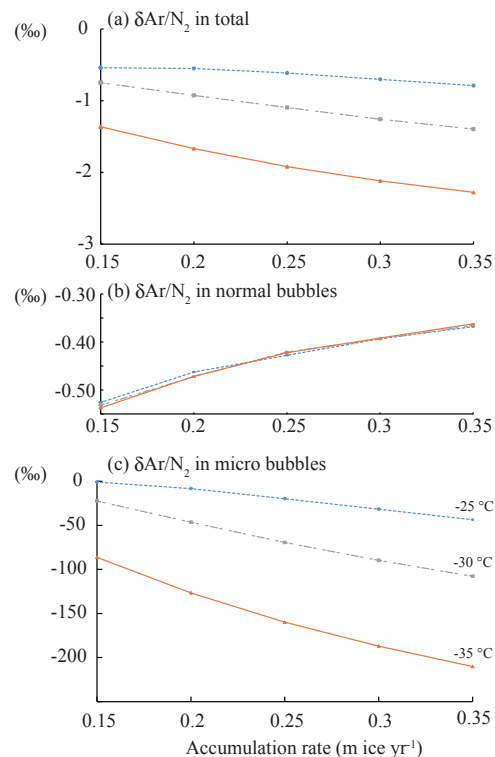 (‰) (a) δAr/N₂ in total
0
-1
-2
-3
0.15 0.2 0.25 0.3 0.35
(‰) (b) δAr/N₂ in normal bubbles
-0.30
-0.40
-0.50
0.15 0.2 0.25 0.3 0.35
(‰) (c) δAr/N₂ in micro bubbles
0
-25 °C
-50
-30 °C
-100
-150
-35 °C
-200
0.15 0.2 0.25 0.3 0.35
Accumulation rate (m ice yr⁻¹)